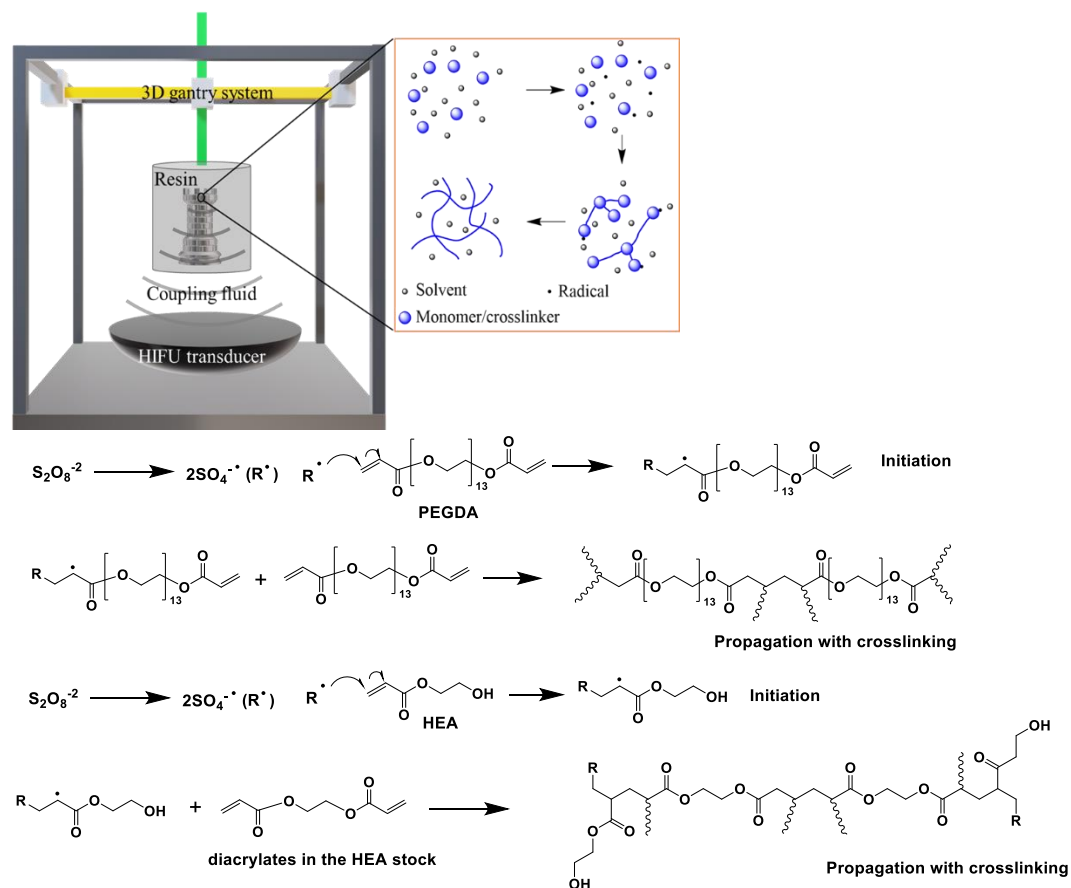 3D gantry system
Resin
Coupling fluid
HIFU transducer
Solvent
Radical
Monomer/crosslinker
S₂O₈⁻²
2SO₄⁻• (R•)
R•
O
O
O
O
13
PEGDA
R
•
O
O
O
O
13
Initiation
R
•
O
O
O
O
13
+
O
O
O
O
13
O
O
O
O
13
O
O
O
O
13
Propagation with crosslinking
S₂O₈⁻²
2SO₄⁻• (R•)
R•
O
O
OH
HEA
R
•
O
O
OH
Initiation
R
•
O
O
OH
+
O
O
O
O
diacrylates in the HEA stock
R
O
O
OH
O
O
O
O
O
O
O
O
O
OH
R
Propagation with crosslinking